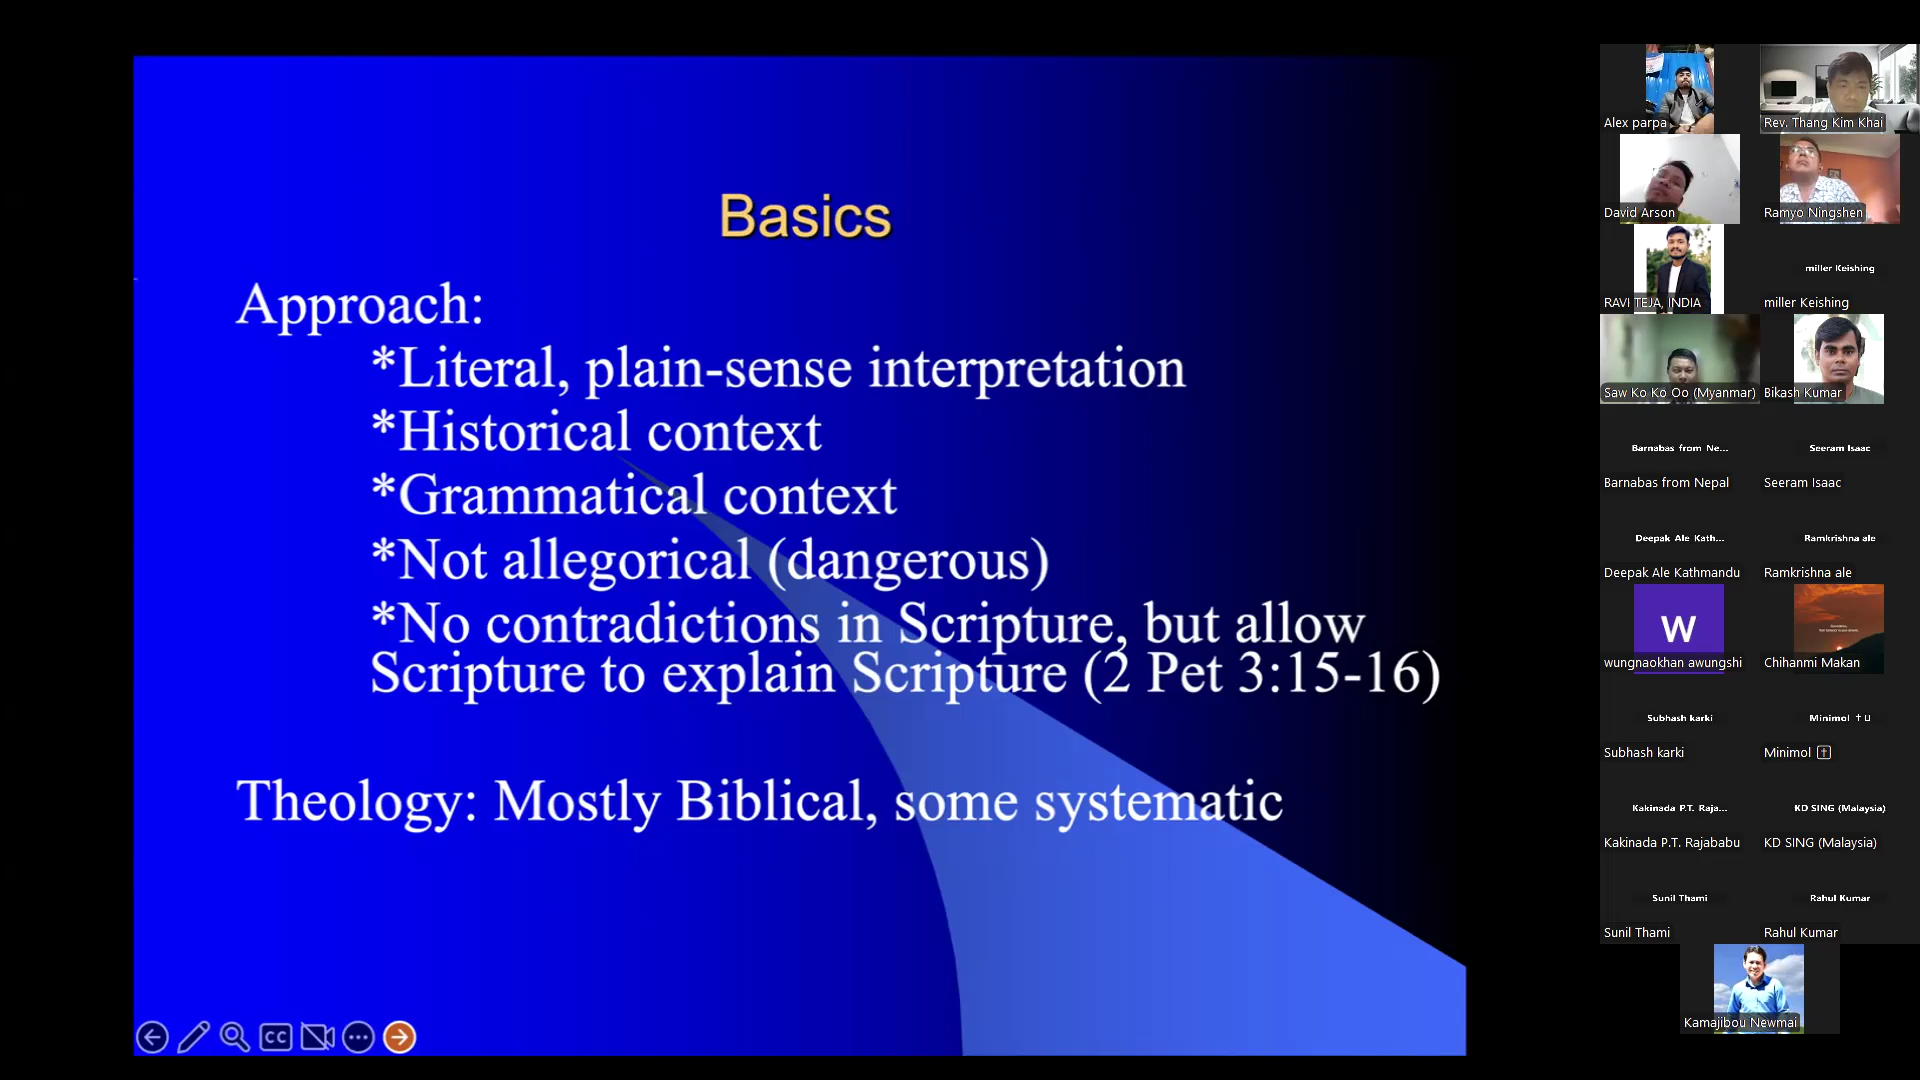 Basics
Approach:
*Literal, plain-sense interpretation
*Historical context
*Grammatical context
*Not allegorical (dangerous)
*No contradictions in Scripture, but allow
Scripture to explain Scripture (2 Pet 3:15-16)
Theology: Mostly Biblical, some systematic
CC
Alex parpa
Rev. Thang Kim Khai
David Arson
Ramyo Ningshen
RAVI TEJA, INDIA
miller Keishing
miller Keishing
Saw Ko Ko Oo (Myanmar)
Bikash Kumar
Barnabas from Ne...
Barnabas from Nepal
Seeram Isaac
Seeram Isaac
Deepak Ale Kath...
Deepak Ale Kathmandu
Ramkrishna ale
Ramkrishna ale
W
wungnaokhan awungshi
Chihanmi Makan
Subhash karki
Subhash karki
Minimol ✝
Minimol ✝
Kakinada P.T. Raja...
Kakinada P.T. Rajababu
KD SING (Malaysia)
KD SING (Malaysia)
Sunil Thami
Sunil Thami
Rahul Kumar
Rahul Kumar
Kamajibou Newmai